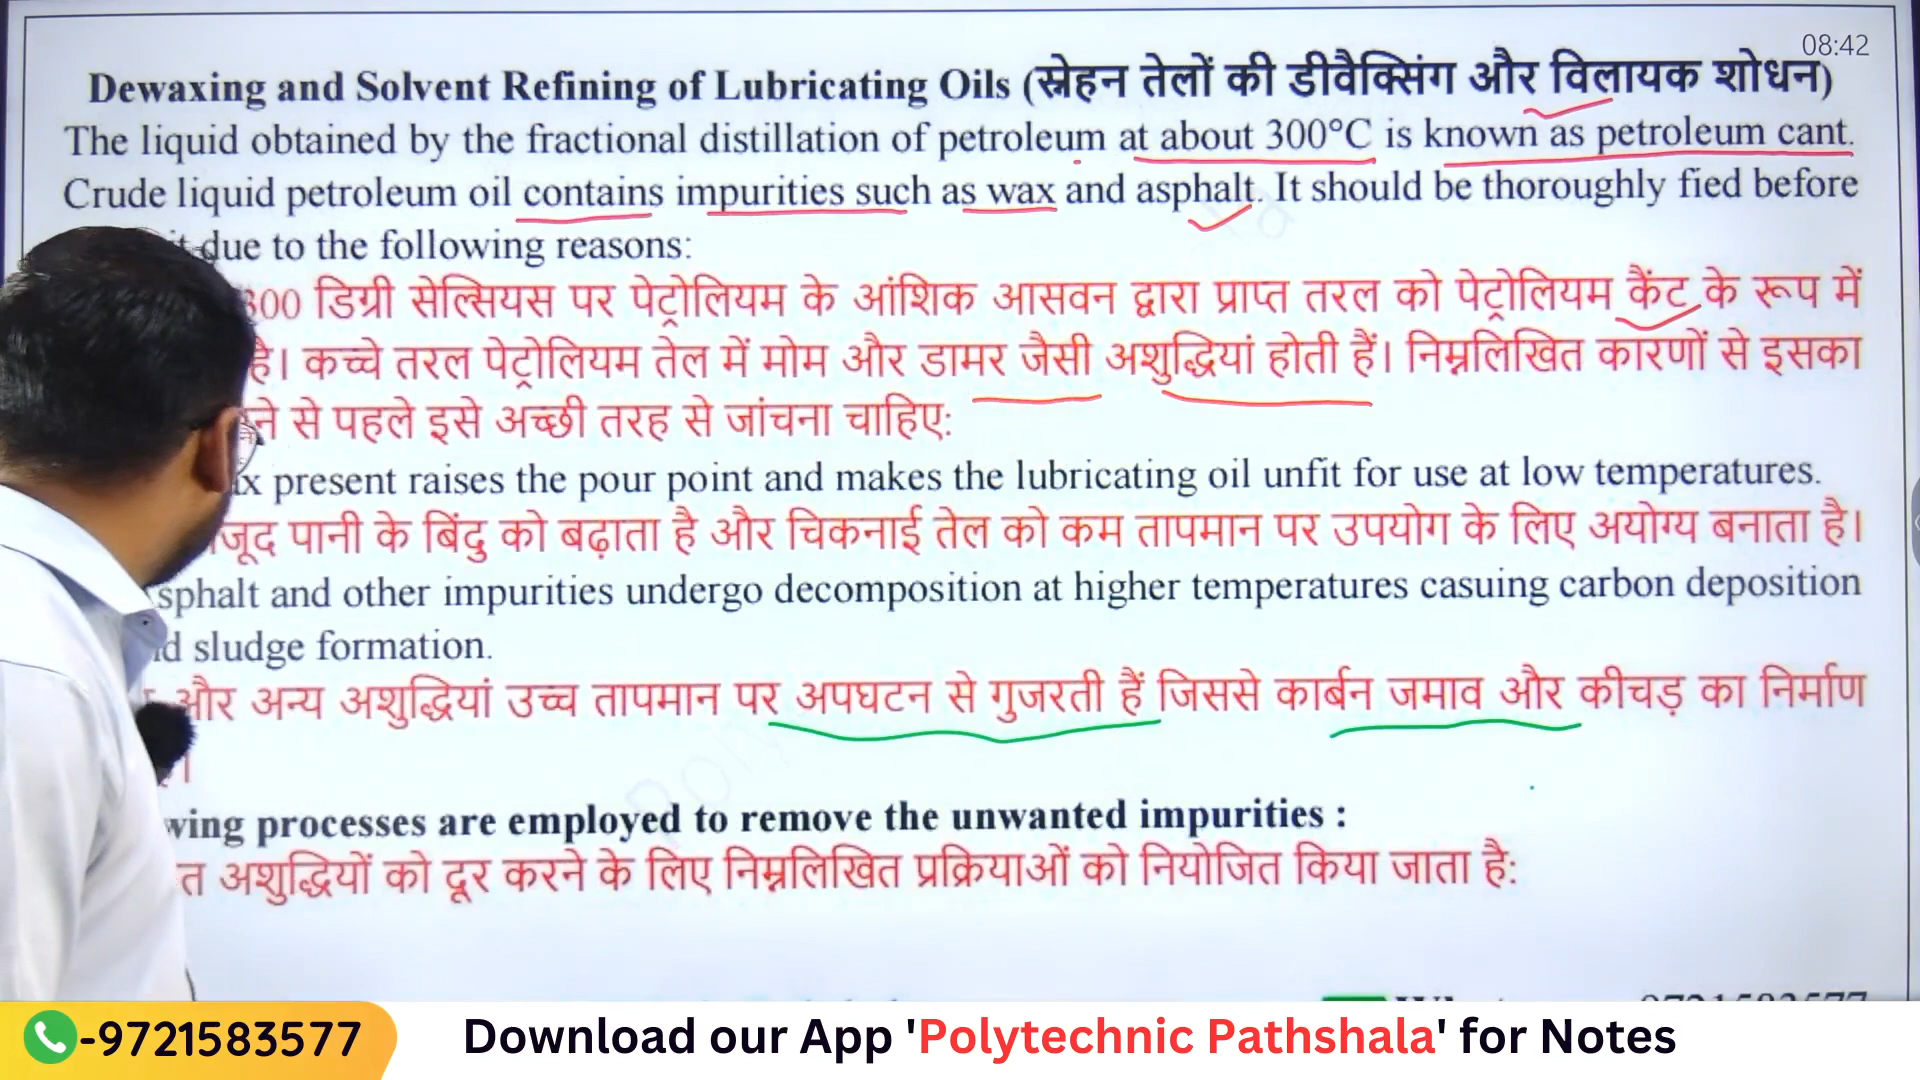 08:42
Dewaxing and Solvent Refining of Lubricating Oils (स्नेहन तेलों की डीवैक्सिंग और विलायक शोधन)
The liquid obtained by the fractional distillation of petroleum at about 300°C is known as petroleum cant.
Crude liquid petroleum oil contains impurities such as wax and asphalt. It should be thoroughly fied before
due to the following reasons:
300 डिग्री सेल्सियस पर पेट्रोलियम के आंशिक आसवन द्वारा प्राप्त तरल को पेट्रोलियम कैंट के रूप में
है। कच्चे तरल पेट्रोलियम तेल में मोम और डामर जैसी अशुद्धियां होती हैं। निम्नलिखित कारणों से इसका
से पहले इसे अच्छी तरह से जांचना चाहिए:
present raises the pour point and makes the lubricating oil unfit for use at low temperatures.
पानी के बिंदु को बढ़ाता है और चिकनाई तेल को कम तापमान पर उपयोग के लिए अयोग्य बनाता है।
sphalt and other impurities undergo decomposition at higher temperatures casuing carbon deposition
sludge formation.
और अन्य अशुद्धियां उच्च तापमान पर अपघटन से गुजरती हैं जिससे कार्बन जमाव और कीचड़ का निर्माण
wing processes are employed to remove the unwanted impurities :
त अशुद्धियों को दूर करने के लिए निम्नलिखित प्रक्रियाओं को नियोजित किया जाता है:
-9721583577 Download our App 'Polytechnic Pathshala' for Notes